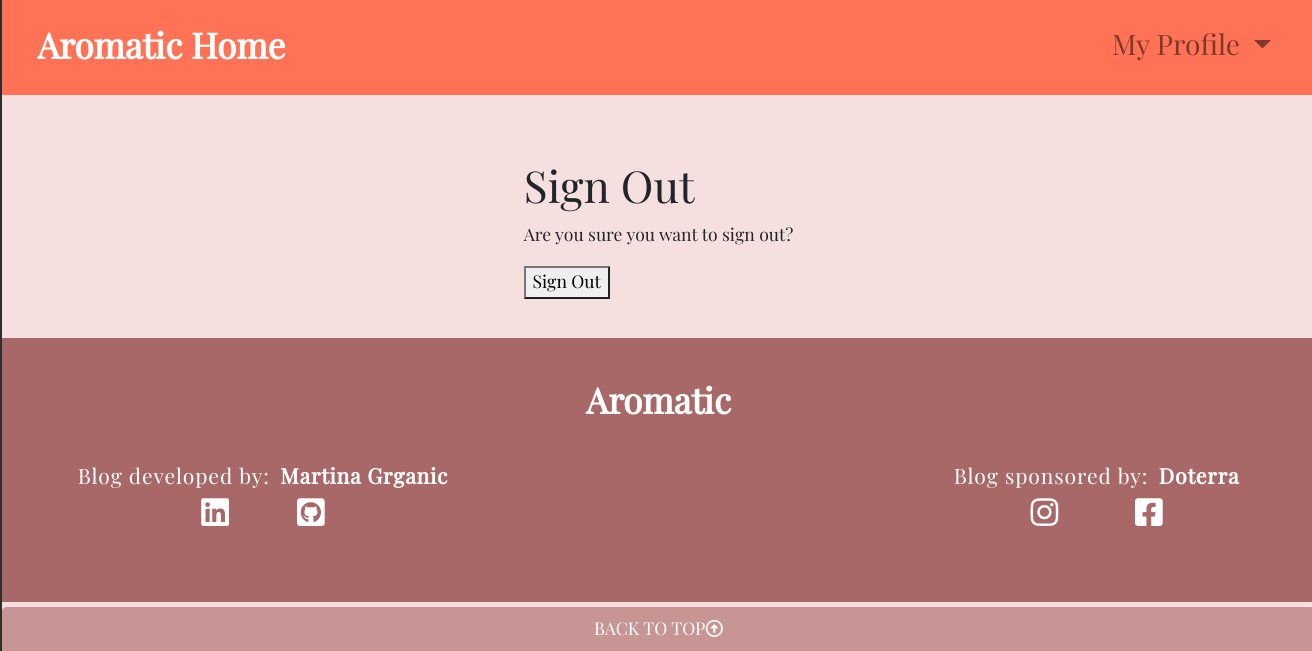 Aromatic Home
My Profile
Sign Out
Are you sure you want to sign out?
Sign Out
Aromatic
Blog developed by: Martina Grganic
Blog sponsored by: Doterra
BACK TO TOP